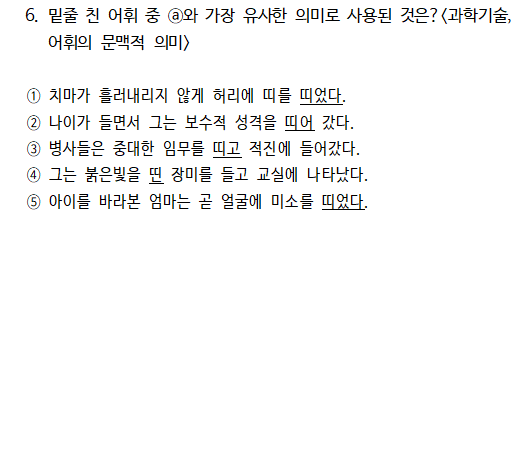 6. 밑줄 친 어휘 중 ⓐ와 가장 유사한 의미로 사용된 것은?<과학기술,
어휘의 문맥적 의미>
① 치마가 흘러내리지 않게 허리에 띠를 띠었다.
② 나이가 들면서 그는 보수적 성격을 띠어 갔다.
③ 병사들은 중대한 임무를 띠고 적진에 들어갔다.
④ 그는 붉은빛을 띤 장미를 들고 교실에 나타났다.
⑤ 아이를 바라본 엄마는 곧 얼굴에 미소를 띠었다.